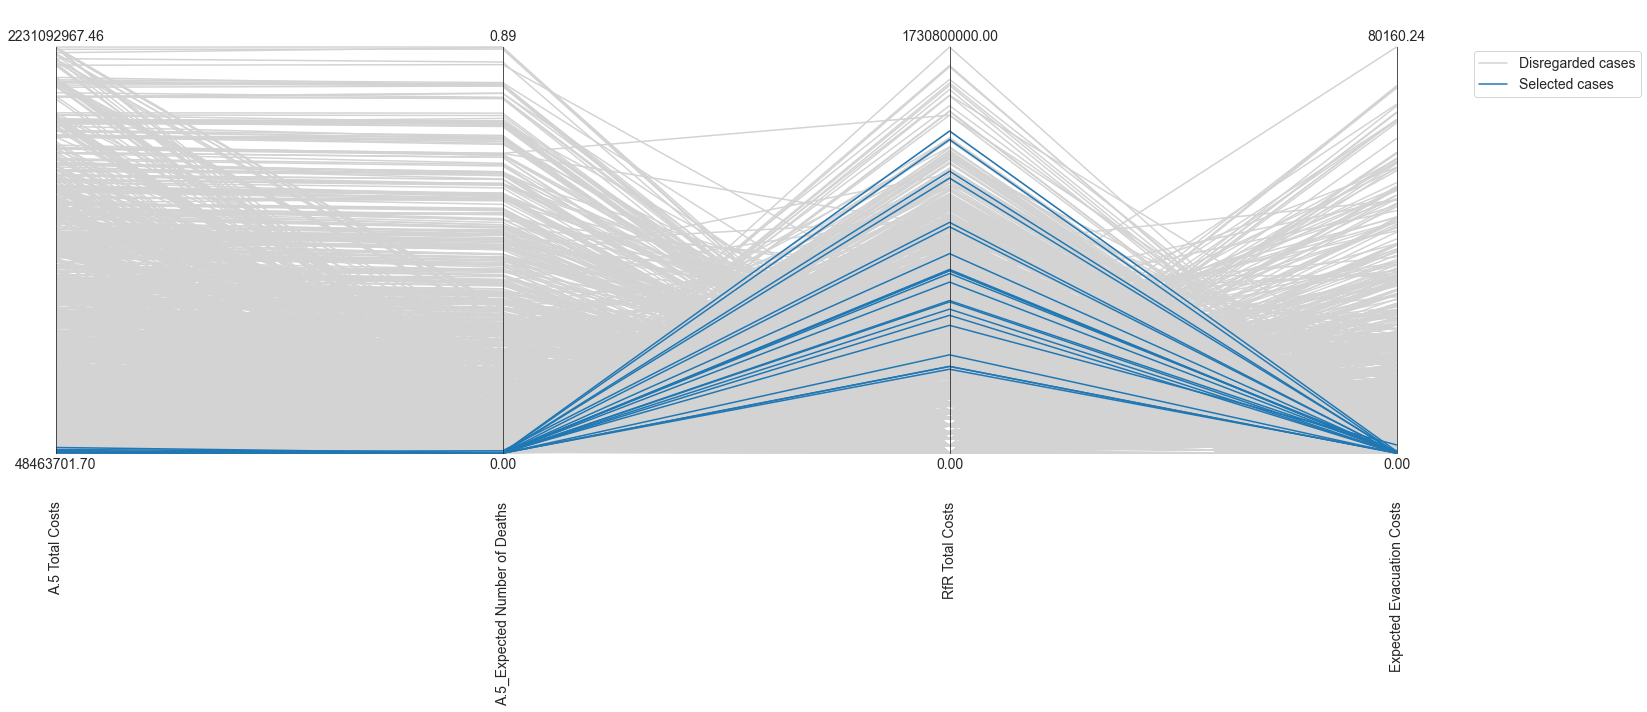 2231092967.46
0.89
1730800000.00
80160.24
Disregarded cases
Selected cases
48463701.70
0.00
0.00
0.00
A.5 Total Costs
A.5_Expected Number of Deaths
RfR Total Costs
Expected Evacuation Costs